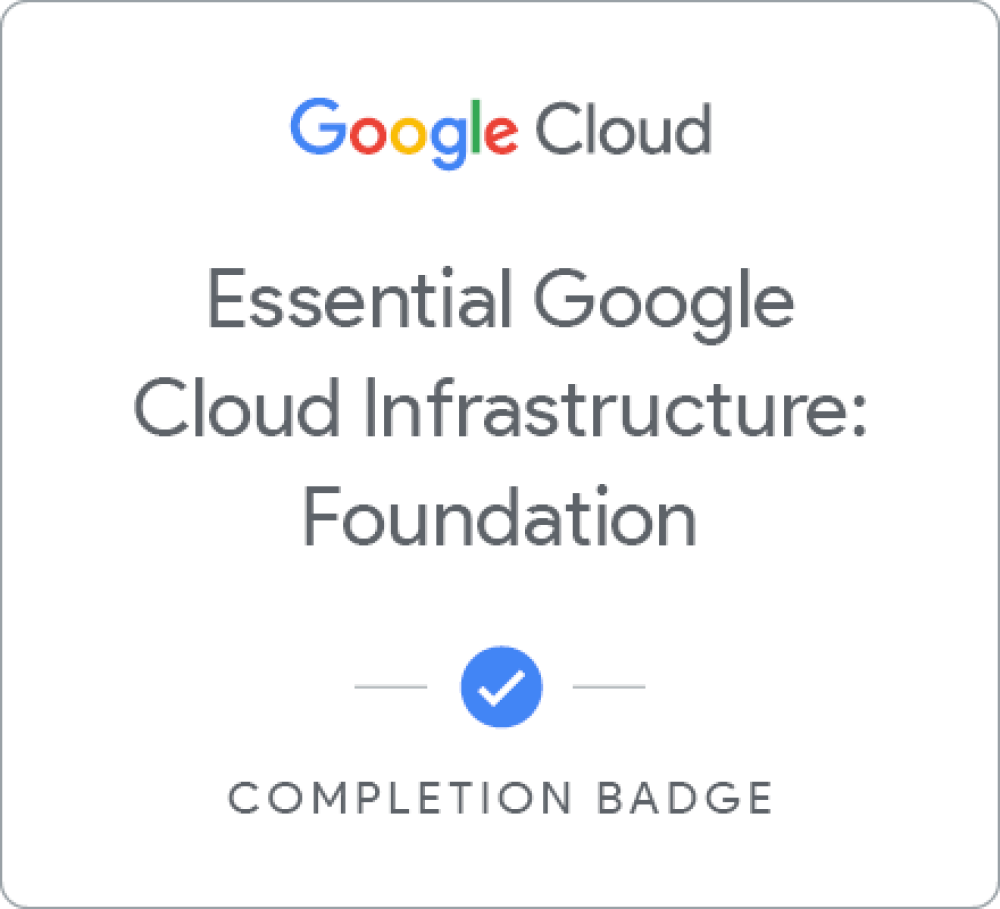 Google Cloud
Essential Google
Cloud Infrastructure:
Foundation
COMPLETION BADGE